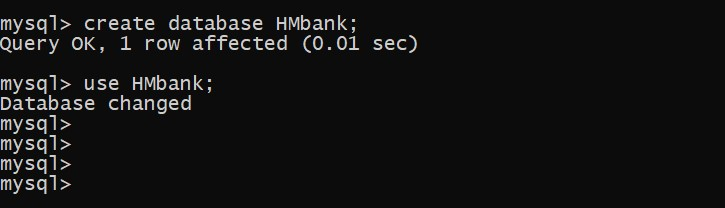 mysql> create database HMbank;
Query OK, 1 row affected (0.01 sec)

mysql> use HMbank;
Database changed
mysql>
mysql>
mysql>
mysql>